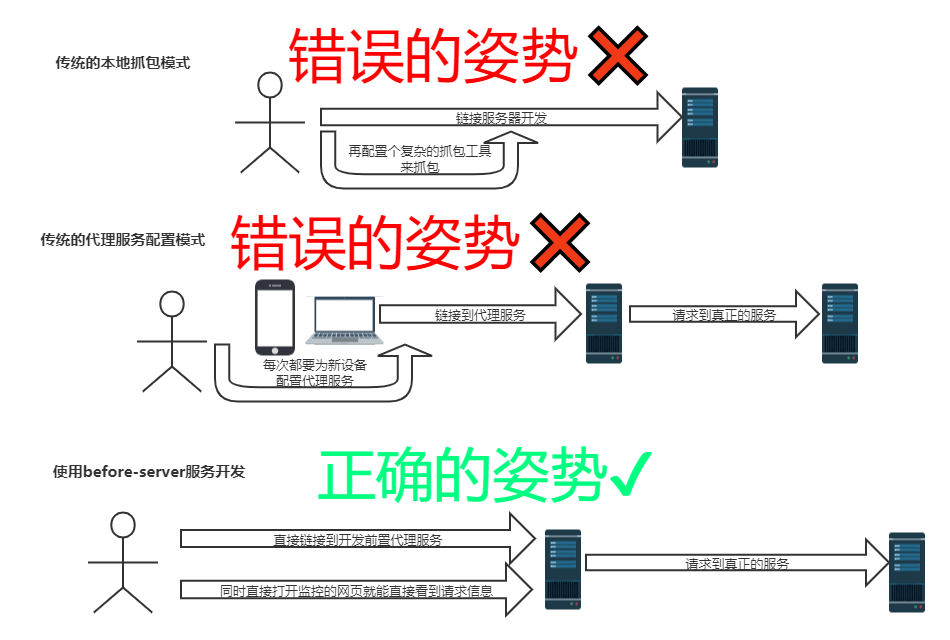 错误的姿势
传统的本地抓包模式
链接服务器开发
再配置个复杂的抓包工具
来抓包
错误的姿势
传统的代理服务配置模式
链接到代理服务
请求到真正的服务
每次都要为新设备
配置代理服务
正确的姿势
使用before-server服务开发
直接链接到开发前置代理服务
请求到真正的服务
同时直接打开监控的网页就能直接看到请求信息